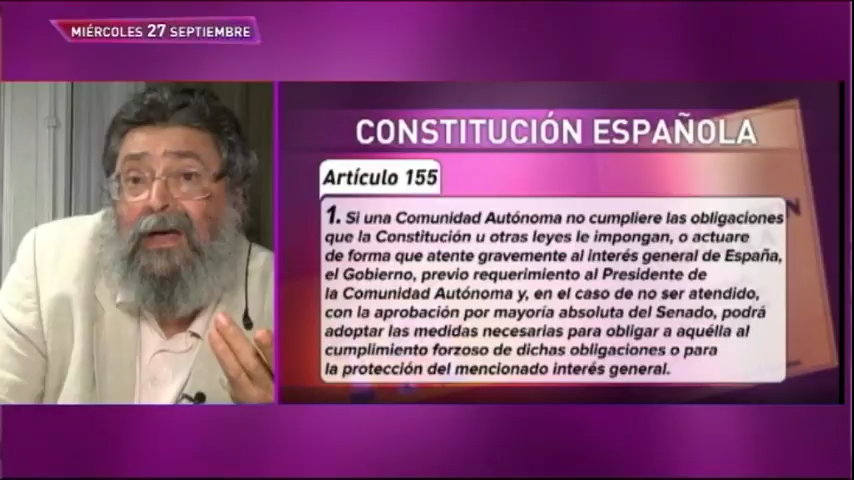 MIÉRCOLES 27 SEPTIEMBRE
CONSTITUCIÓN ESPAÑOLA
Artículo 155
1. Si una Comunidad Autónoma no cumpliere las obligaciones
que la Constitución u otras leyes le impongan, o actuare
de forma que atente gravemente al interés general de España,
el Gobierno, previo requerimiento al Presidente de
la Comunidad Autónoma y, en el caso de no ser atendido,
con la aprobación por mayoría absoluta del Senado, podrá
adoptar las medidas necesarias para obligar a aquélla al
cumplimiento forzoso de dichas obligaciones o para
la protección del mencionado interés general.